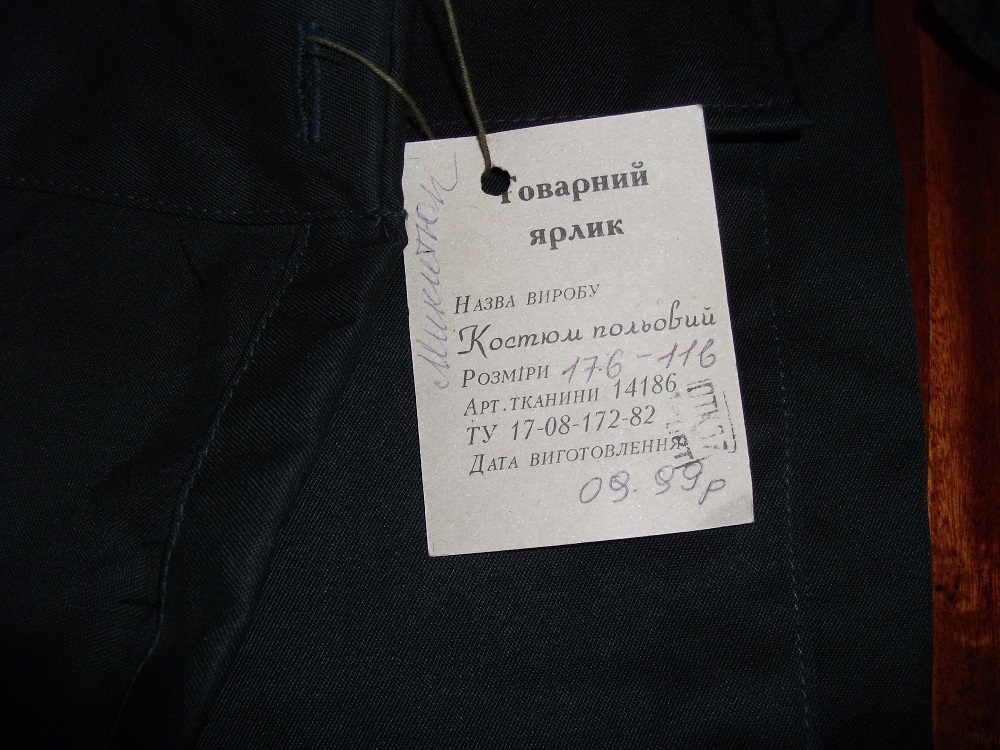 Товарний
ярлик
Назва виробу
Костюм польовий
Розміри 176-116
Арт.тканини 14186
ТУ 17-08-172-82
Дата виготовлення
09.99р
Микитюк